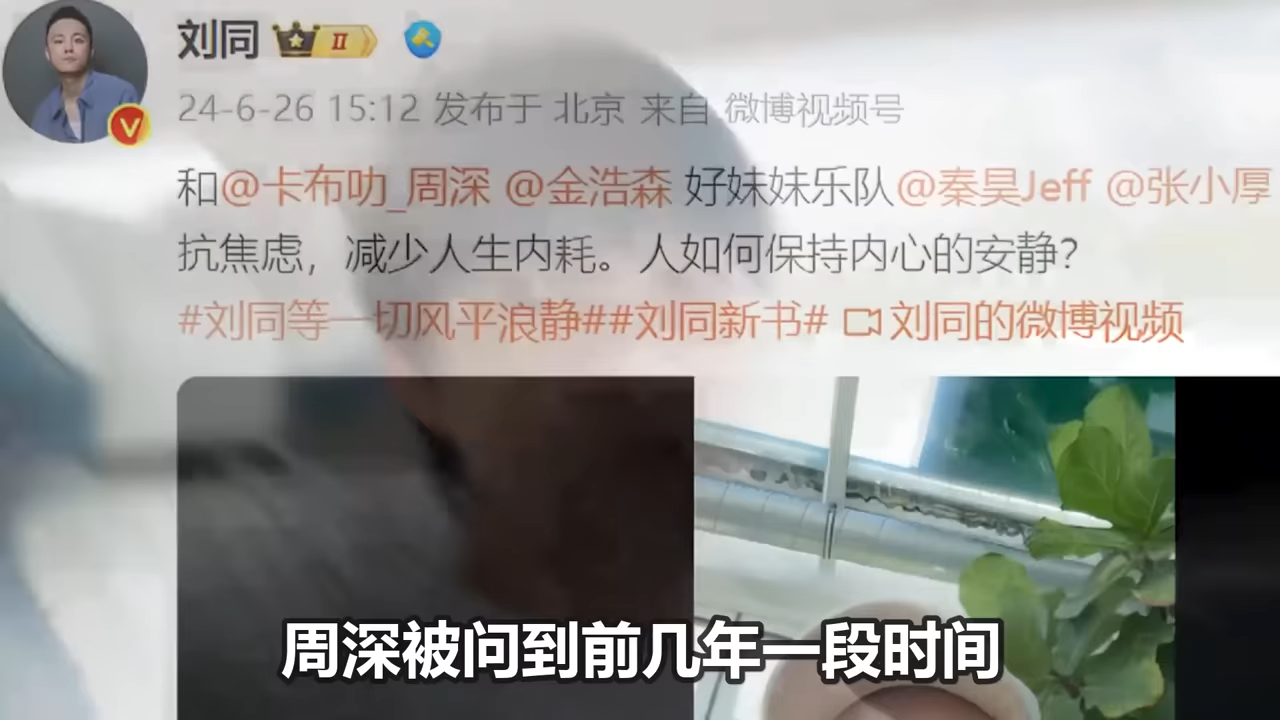 刘同 II
24-6-26 15:12 发布于 北京 来自 微博视频号
和@卡布叻_周深 @金浩森 好妹妹乐队@秦昊Jeff @张小厚
抗焦虑，减少人生内耗。人如何保持内心的安静？
#刘同等一切风平浪静##刘同新书# 刘同的微博视频
周深被问到前几年一段时间